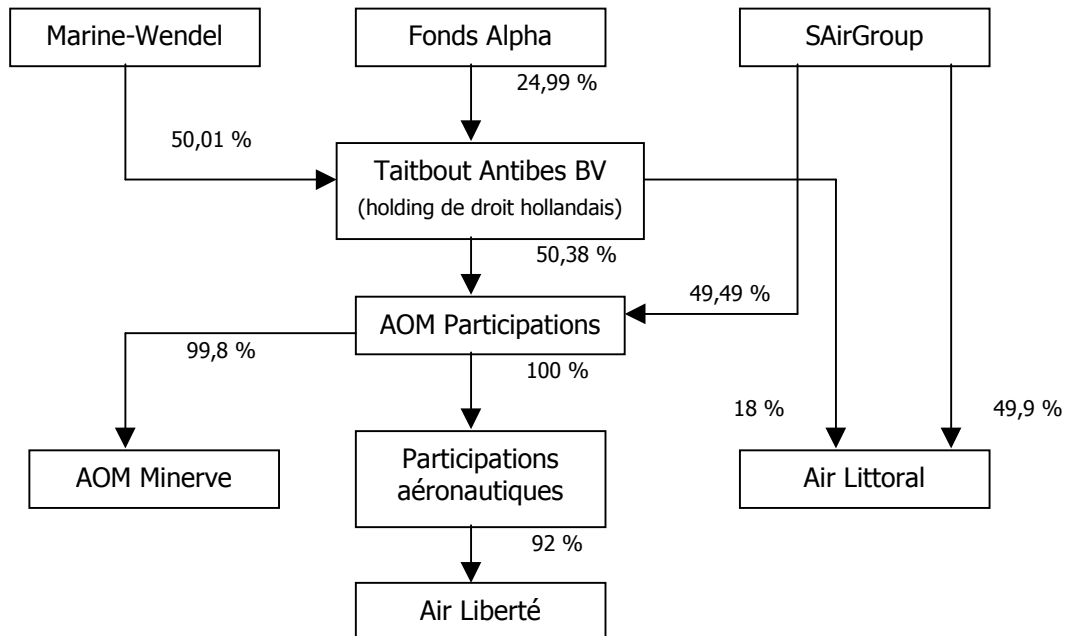 Marine-Wendel
Fonds Alpha
SAirGroup
24,99 %
50,01 %
Taitbout Antibes BV
(holding de droit hollandais)
50,38 %
49,49 %
AOM Participations
99,8 %
100 %
18 %
49,9 %
AOM Minerve
Participations
aéronautiques
Air Littoral
92 %
Air Liberté